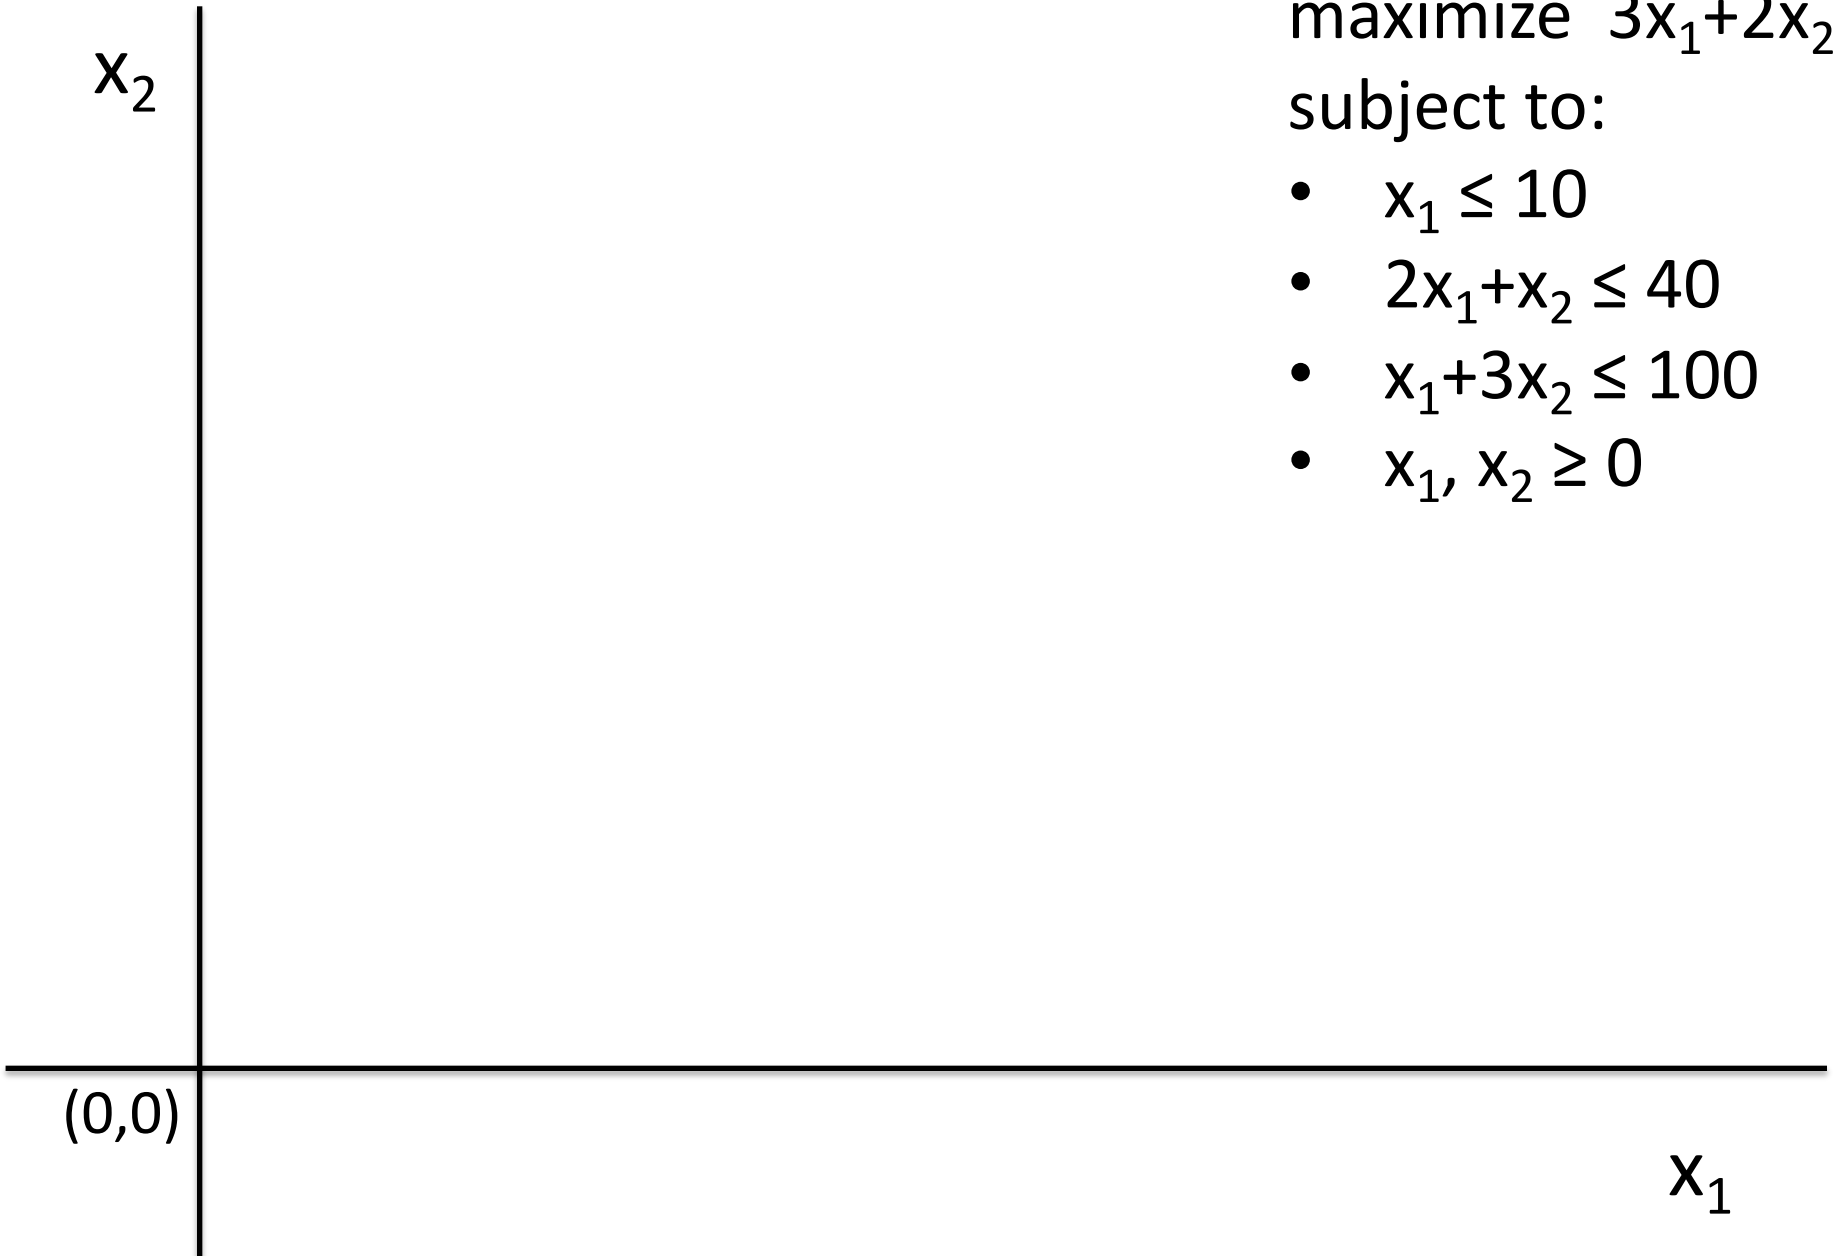 maximize 3x₁+2x₂
x₂
subject to:
• x₁ ≤ 10
• 2x₁+x₂ ≤ 40
• x₁+3x₂ ≤ 100
• x₁, x₂ ≥ 0
(0,0)
x₁